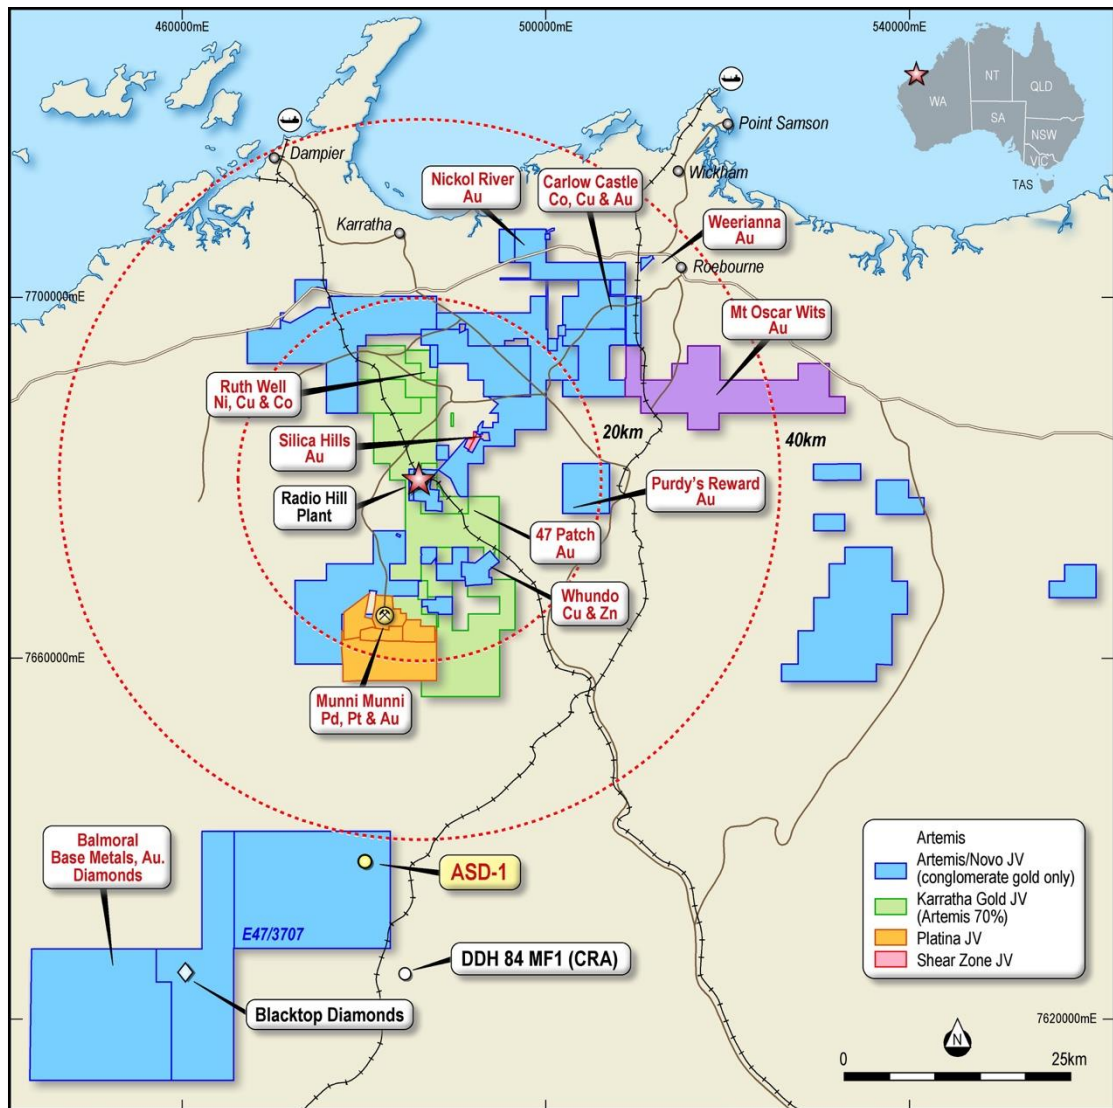 460000mE
500000mE
540000mE
NT
QLD
WA
SA
NSW
VIC
TAS
Point Samson
Dampier
Wickham
Nickol River
Au
Carlow Castle
Co, Cu & Au
Weerianna
Au
Karratha
Roebourne
7700000mE
Mt Oscar Wits
Au
Ruth Well
Ni, Cu & Co
20km
40km
Silica Hills
Au
Radio Hill
Plant
Purdy's Reward
Au
47 Patch
Au
Whundo
Cu & Zn
7660000mE
Munni Munni
Pd, Pt & Au
Balmoral
Base Metals, Au.
Diamonds
ASD-1
E47/3707
DDH 84 MF1 (CRA)
Blacktop Diamonds
Artemis
Artemis/Novo JV
(conglomerate gold only)
Karratha Gold JV
(Artemis 70%)
Platina JV
Shear Zone JV
7620000mE
N
0
25km